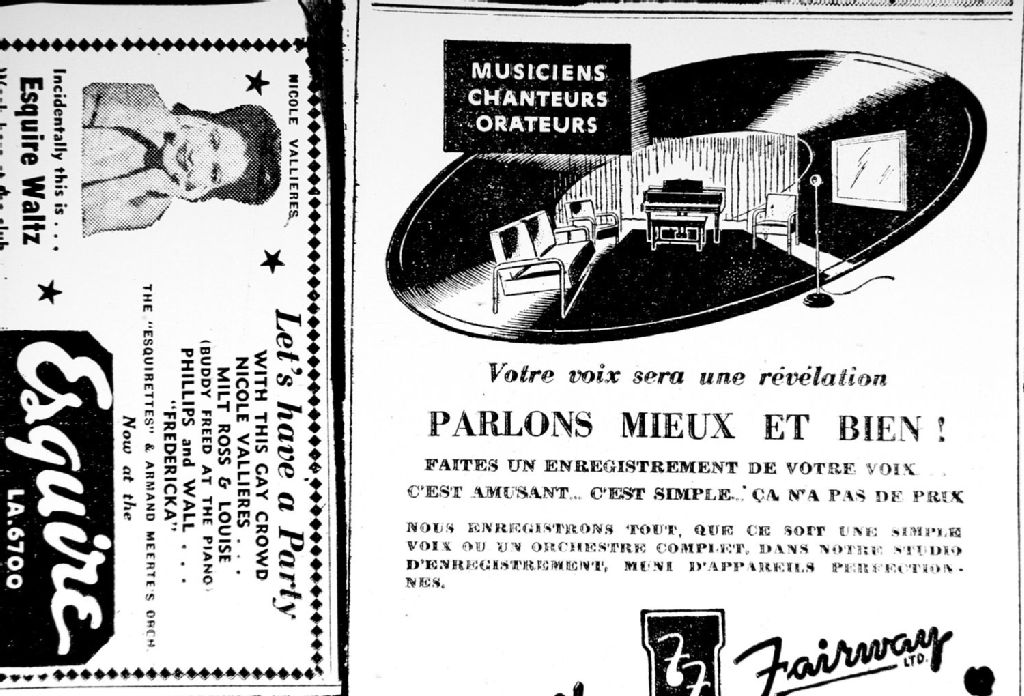 NICOLE VALLIERES,
Incidentally this is . . .
Esquire Waltz
Let's have a Party
WITH THIS GAY CROWD
NICOLE VALLIERES . . .
MILT ROSS & LOUISE
(BUDDY FREED AT THE PIANO)
PHILLIPS and WALL . . .
"FREDERICKA"
THE "ESQUIRETTES" & ARMAND MEERTE'S ORCH.
Now at the
Esquire
LA.6700
MUSICIENS
CHANTEURS
ORATEURS
Votre voix sera une révélation
PARLONS MIEUX ET BIEN !
FAITES UN ENREGISTREMENT DE VOTRE VOIX . . .
C'EST AMUSANT... C'EST SIMPLE... ÇA N'A PAS DE PRIX
NOUS ENREGISTRONS TOUT, QUE CE SOIT UNE SIMPLE
VOIX OU UN ORCHESTRE COMPLET, DANS NOTRE STUDIO
D'ENREGISTREMENT, MUNI D'APPAREILS PERFECTION-
NES.
Fairway
LTD.